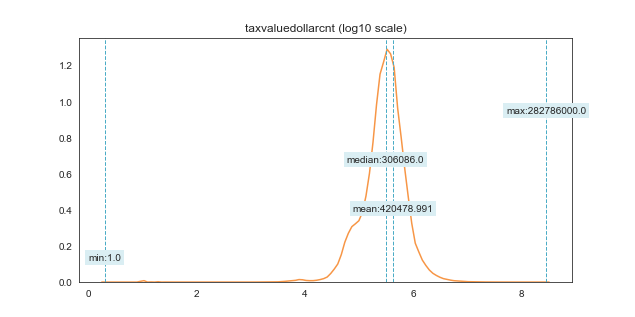 taxvaluedollarcnt (log10 scale)
1.2
1.0
max:282786000.0
0.8
median:306086.0
0.6
0.4
mean:420478.991
0.2
min:1.0
0.0
0 2 4 6 8